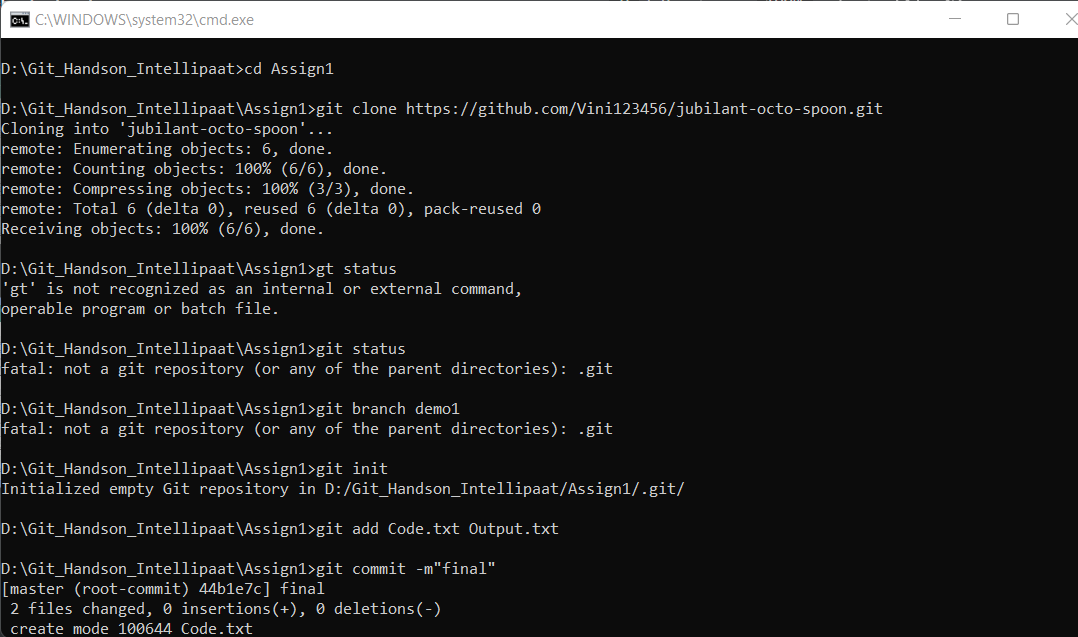 C:\WINDOWS\system32\cmd.exe
D:\Git_Handson_Intellipaat>cd Assign1
D:\Git_Handson_Intellipaat\Assign1>git clone https://github.com/Vini123456/jubilant-octo-spoon.git
Cloning into 'jubilant-octo-spoon'...
remote: Enumerating objects: 6, done.
remote: Counting objects: 100% (6/6), done.
remote: Compressing objects: 100% (3/3), done.
remote: Total 6 (delta 0), reused 6 (delta 0), pack-reused 0
Receiving objects: 100% (6/6), done.
D:\Git_Handson_Intellipaat\Assign1>gt status
'gt' is not recognized as an internal or external command,
operable program or batch file.
D:\Git_Handson_Intellipaat\Assign1>git status
fatal: not a git repository (or any of the parent directories): .git
D:\Git_Handson_Intellipaat\Assign1>git branch demo1
fatal: not a git repository (or any of the parent directories): .git
D:\Git_Handson_Intellipaat\Assign1>git init
Initialized empty Git repository in D:/Git_Handson_Intellipaat/Assign1/.git/
D:\Git_Handson_Intellipaat\Assign1>git add Code.txt Output.txt
D:\Git_Handson_Intellipaat\Assign1>git commit -m"final"
[master (root-commit) 44b1e7c] final
 2 files changed, 0 insertions(+), 0 deletions(-)
 create mode 100644 Code.txt